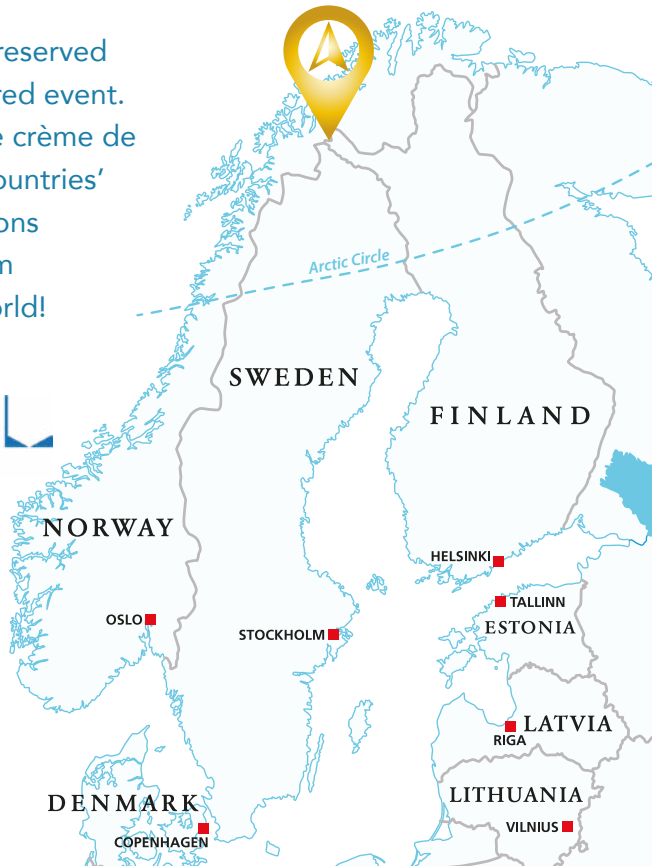 reserved
red event.
crème de
ountries'
ons
m
orld!
Arctic Circle
SWEDEN
FINLAND
NORWAY
HELSINKI
TALLINN
OSLO
ESTONIA
STOCKHOLM
LATVIA
RIGA
LITHUANIA
DENMARK
VILNIUS
COPENHAGEN